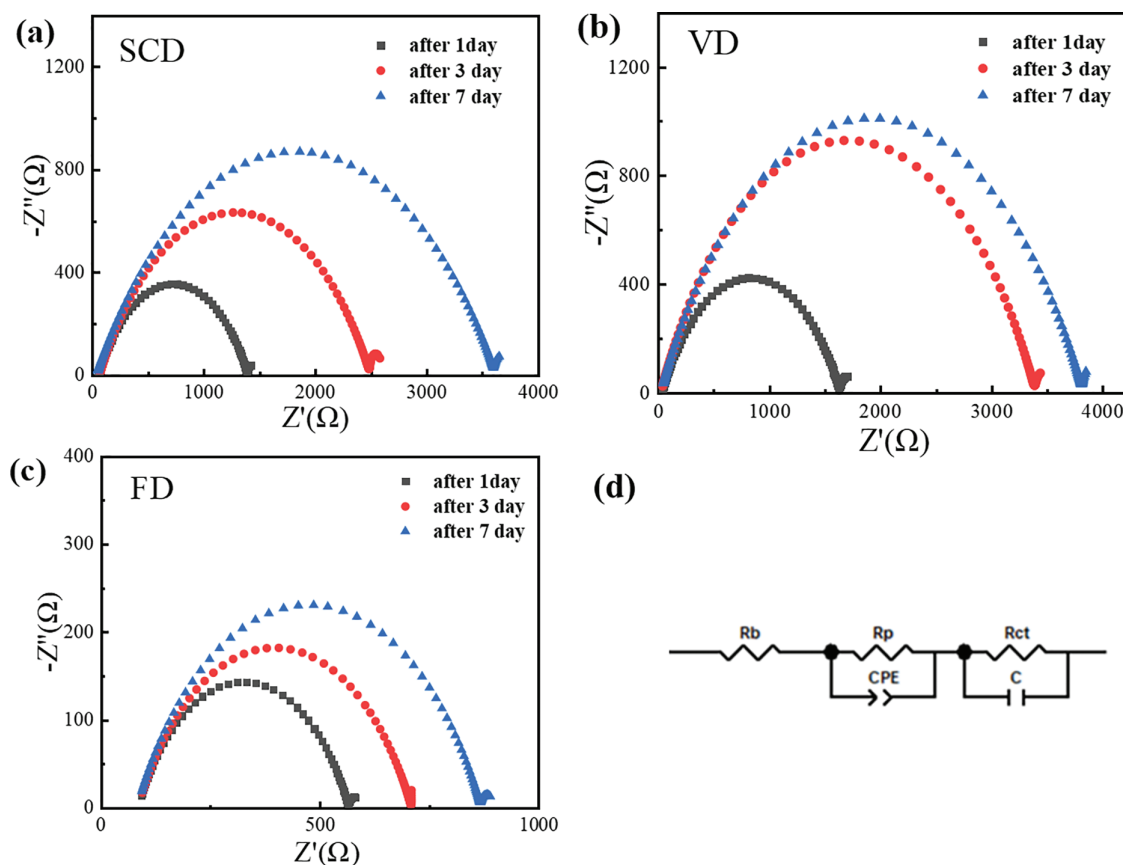 (a)
SCD
after 1day
after 3 day
after 7 day
1200
800
400
0
-Z"(Ω)
0 1000 2000 3000 4000
Z'(Ω)
(b)
VD
after 1day
after 3 day
after 7 day
1200
800
400
0
-Z"(Ω)
0 1000 2000 3000 4000
Z'(Ω)
(c)
FD
after 1day
after 3 day
after 7 day
400
300
200
100
0
-Z"(Ω)
0 500 1000
Z'(Ω)
(d)
Rb Rp Rct
CPE C